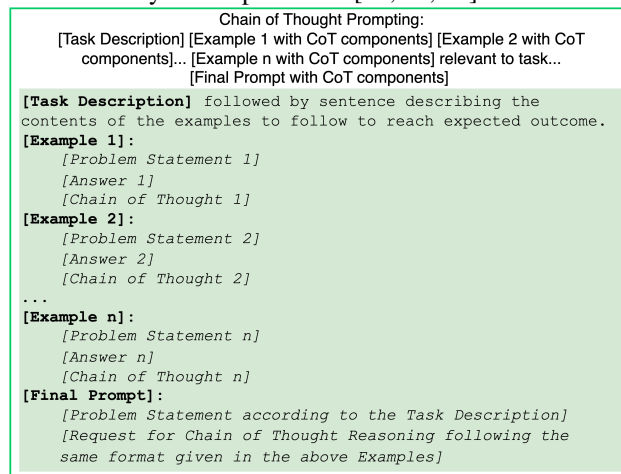 Chain of Thought Prompting:
[Task Description] [Example 1 with CoT components] [Example 2 with CoT
components]... [Example n with CoT components] relevant to task...
[Final Prompt with CoT components]
[Task Description] followed by sentence describing the
contents of the examples to follow to reach expected outcome.
[Example 1]:
[Problem Statement 1]
[Answer 1]
[Chain of Thought 1]
[Example 2]:
[Problem Statement 2]
[Answer 2]
[Chain of Thought 2]
...
[Example n]:
[Problem Statement n]
[Answer n]
[Chain of Thought n]
[Final Prompt]:
[Problem Statement according to the Task Description]
[Request for Chain of Thought Reasoning following the
same format given in the above Examples]